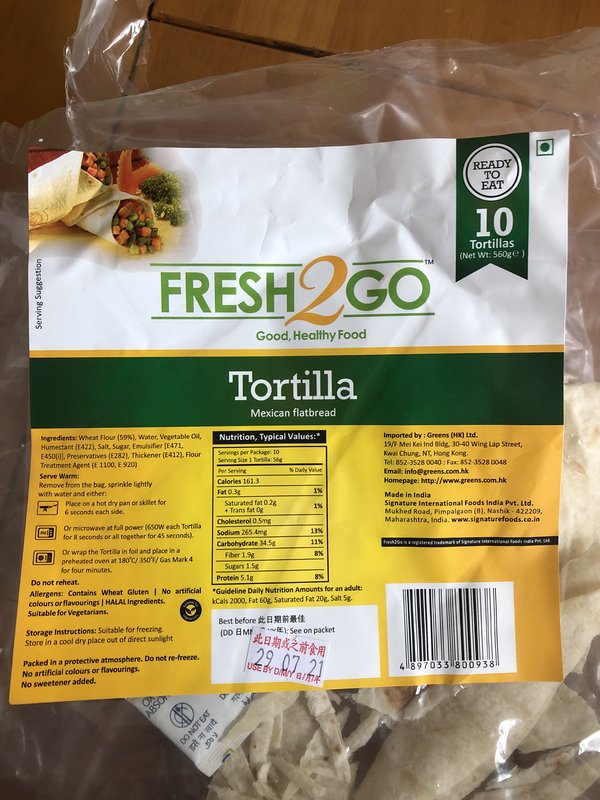 READY
TO
EAT
10
Tortillas
(Net Wt: 560g℮)
Serving Suggestion
FRESH2GO™
Good, Healthy Food
Tortilla
Mexican flatbread
Ingredients: Wheat Flour (59%), Water, Vegetable Oil,
Humectant (E422), Salt, Sugar, Emulsifier [E471,
E450(i)], Preservatives (E282), Thickener (E412), Flour
Treatment Agent (E 1100, E 920)
Serve Warm:
Remove from the bag, sprinkle lightly
with water and either:
Place on a hot dry pan or skillet for
6 seconds each side.
Or microwave at full power (650W each Tortilla
for 8 seconds or all together for 45 seconds).
Or wrap the Tortilla in foil and place in a
preheated oven at 180°C/ 350°F/ Gas Mark 4
for four minutes.
Do not reheat.
Allergens: Contains Wheat Gluten | No artificial
colours or flavourings | HALAL Ingredients.
Suitable for Vegetarians.
Storage Instructions: Suitable for freezing.
Store in a cool dry place out of direct sunlight
Packed in a protective atmosphere. Do not re-freeze.
No artificial colours or flavourings.
No sweetener added.
Nutrition, Typical Values:*
Servings per Package: 10
Serving Size 1 Tortilla: 56g
Per Serving % Daily Value
Calories 161.3
Fat 0.3g 1%
Saturated fat 0.2g
+ Trans fat 0g 1%
Cholesterol 0.5mg
Sodium 265.4mg 13%
Carbohydrate 34.5g 11%
Fiber 1.9g 8%
Sugars 1.5g
Protein 5.1g 8%
*Guideline Daily Nutrition Amounts for an adult:
kCals 2000, Fat 60g, Saturated Fat 20g, Salt 5g.
Best before 此日期前最佳
(DD 日MM See on packet
此日期或之前食用
29 07 21
USE BY D/M/Y 日/月/年
Imported by : Greens (HK) Ltd.
19/F Mei Kei Ind Bldg, 30-40 Wing Lap Street,
Kwai Chung, NT, Hong Kong.
Tel: 852-3528 0040 : Fax: 852-3528 0048
Email: info@greens.com.hk
Homepage: http://www.greens.com.hk
Made in India
Signature International Foods India Pvt. Ltd.
Mukhed Road, Pimpalgaon (B), Nashik - 422209,
Maharashtra, India. www.signaturefoods.co.in
Fresh2Go is a registered trademark of Signature International Foods India Pvt. Ltd.
4 897033 800938
DO NOT EAT